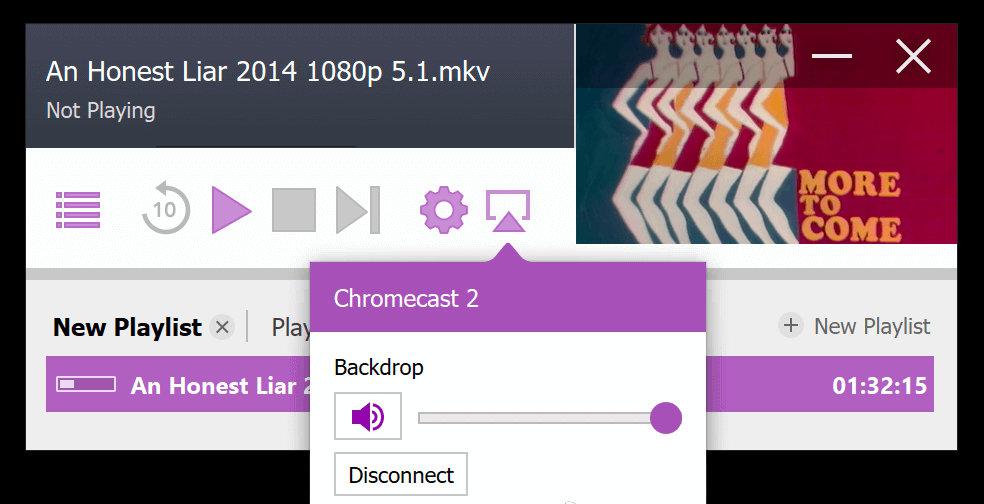 An Honest Liar 2014 1080p 5.1.mkv
Not Playing
MORE
TO
COME
10
Chromecast 2
New Playlist
Play
New Playlist
An Honest Liar 2
01:32:15
Backdrop
Disconnect